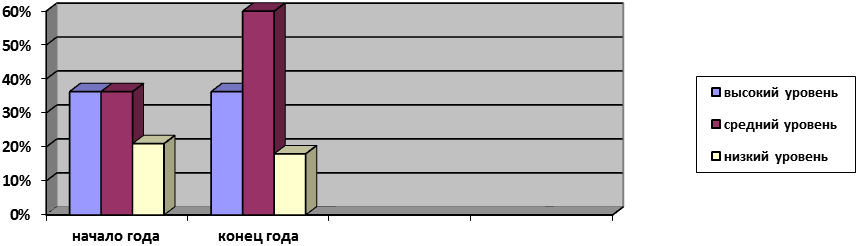 60%
50%
40%
30%
20%
10%
0%
начало года
конец года
высокий уровень
средний уровень
низкий уровень